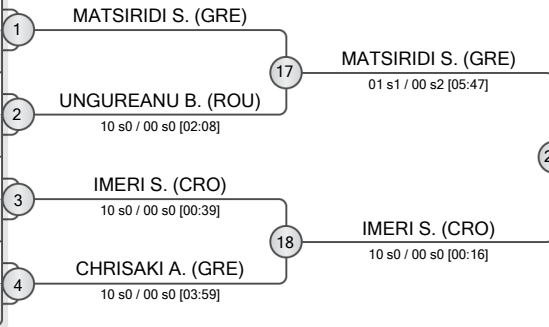 MATSIRIDI S. (GRE)
1
MATSIRIDI S. (GRE)
17
01 s1 / 00 s2 [05:47]
UNGUREANU B. (ROU)
2
10 s0 / 00 s0 [02:08]
IMERI S. (CRO)
3
10 s0 / 00 s0 [00:39]
IMERI S. (CRO)
18
10 s0 / 00 s0 [00:16]
CHRISAKI A. (GRE)
4
10 s0 / 00 s0 [03:59]